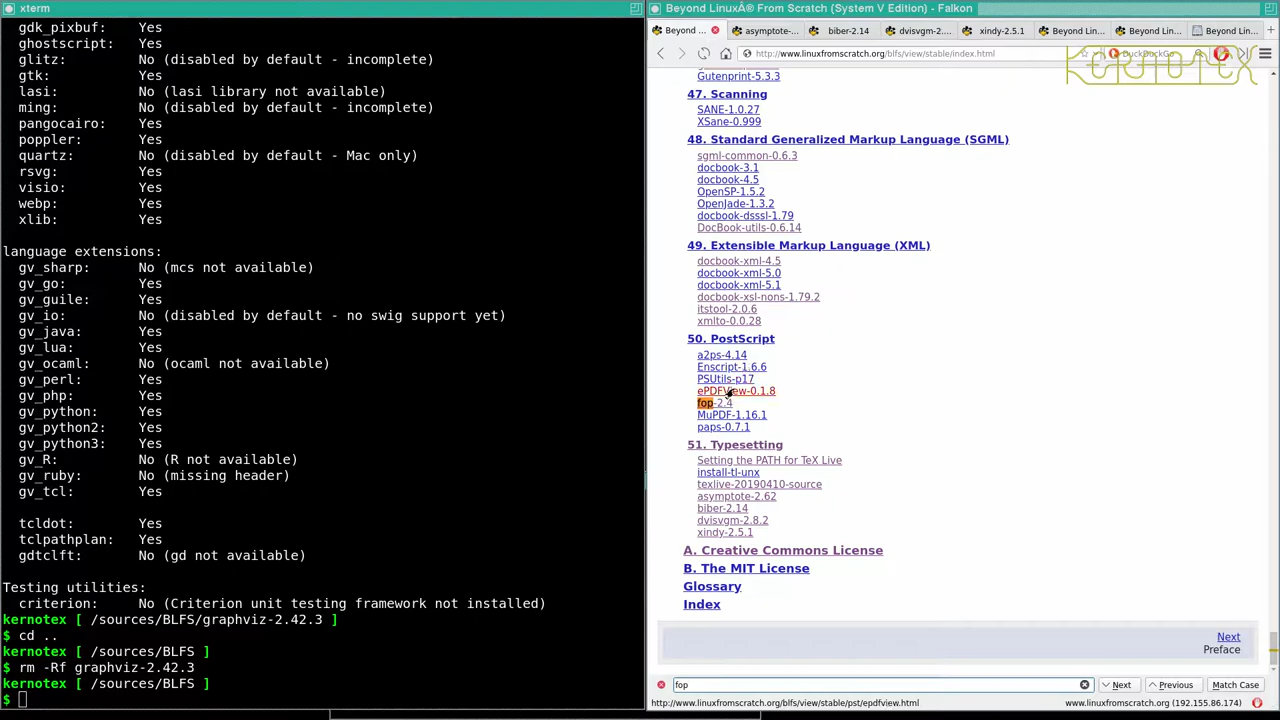 xterm
gdk_pixbuf: Yes
ghostscript: Yes
glitz: No (disabled by default - incomplete)
gtk: Yes
lasi: No (lasi library not available)
ming: No (disabled by default - incomplete)
pangocairo: Yes
poppler: Yes
quartz: No (disabled by default - Mac only)
rsvg: Yes
visio: Yes
webp: Yes
xlib: Yes
language extensions:
gv_sharp: No (mcs not available)
gv_go: Yes
gv_guile: Yes
gv_io: No (disabled by default - no swig support yet)
gv_java: Yes
gv_lua: Yes
gv_ocaml: No (ocaml not available)
gv_perl: Yes
gv_php: Yes
gv_python: Yes
gv_python2: Yes
gv_python3: Yes
gv_R: No (R not available)
gv_ruby: No (missing header)
gv_tcl: Yes
tcldot: Yes
tclpathplan: Yes
gdtclft: No (gd not available)
Testing utilities:
criterion: No (Criterion unit testing framework not installed)
kernotex [ /sources/BLFS/graphviz-2.42.3 ]
$ cd ..
kernotex [ /sources/BLFS ]
$ rm -Rf graphviz-2.42.3
kernotex [ /sources/BLFS ]
$
Beyond LinuxÂ® From Scratch (System V Edition) - Falkon
Beyond ... asymptote-... biber-2.14 dvisvgm-2.... xindy-2.5.1 Beyond Lin... Beyond Lin... Beyond Linu...
http://www.linuxfromscratch.org/blfs/view/stable/index.html
DuckDuckGo
KERNOTEX
Gutenprint-5.3.3
47. Scanning
SANE-1.0.27
XSane-0.999
48. Standard Generalized Markup Language (SGML)
sgml-common-0.6.3
docbook-3.1
docbook-4.5
OpenSP-1.5.2
OpenJade-1.3.2
docbook-dsssl-1.79
DocBook-utils-0.6.14
49. Extensible Markup Language (XML)
docbook-xml-4.5
docbook-xml-5.0
docbook-xml-5.1
docbook-xsl-nons-1.79.2
itstool-2.0.6
xmlto-0.0.28
50. PostScript
a2ps-4.14
Enscript-1.6.6
PSUtils-p17
ePDFView-0.1.8
fop-2.4
MuPDF-1.16.1
paps-0.7.1
51. Typesetting
Setting the PATH for TeX Live
install-tl-unx
texlive-20190410-source
asymptote-2.62
biber-2.14
dvisvgm-2.8.2
xindy-2.5.1
A. Creative Commons License
B. The MIT License
Glossary
Index
Next
Preface
fop
Next Previous Match Case
http://www.linuxfromscratch.org/blfs/view/stable/pst/epdfview.html www.linuxfromscratch.org (192.155.86.174)